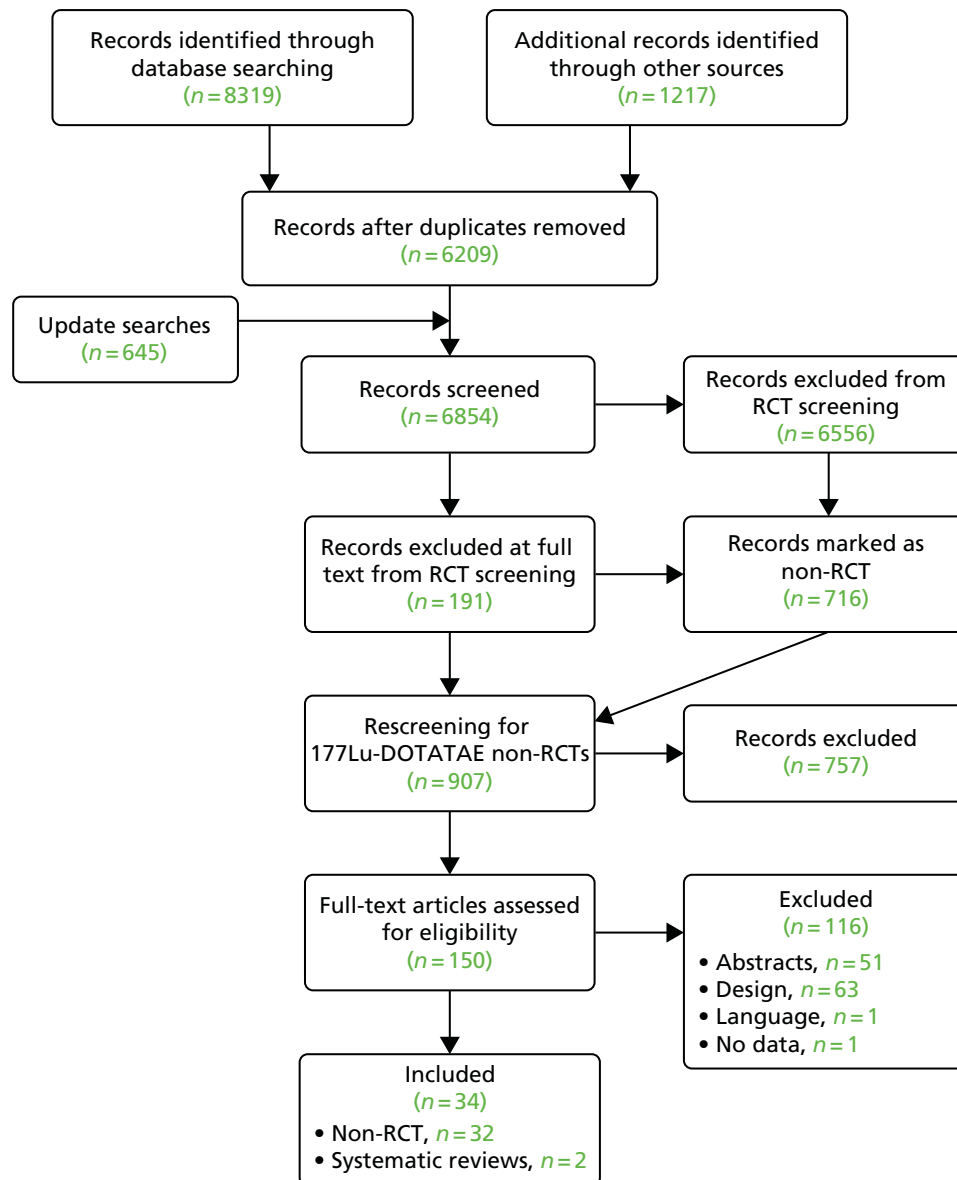 Records identified through
database searching
(n=8319)
Additional records identified
through other sources
(n=1217)
Records after duplicates removed
(n=6209)
Update searches
(n=645)
Records screened
(n=6854)
Records excluded from
RCT screening
(n=6556)
Records excluded at full
text from RCT screening
(n=191)
Records marked as
non-RCT
(n=716)
Rescreening for
177Lu-DOTATAE non-RCTs
(n=907)
Records excluded
(n=757)
Full-text articles assessed
for eligibility
(n=150)
Excluded
(n=116)
• Abstracts, n=51
• Design, n=63
• Language, n=1
• No data, n=1
Included
(n=34)
• Non-RCT, n=32
• Systematic reviews, n=2